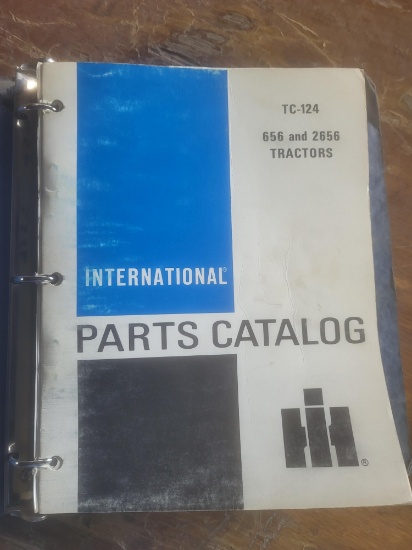 TC-124
656 and 2656
TRACTORS
INTERNATIONAL®
PARTS CATALOG
IH®